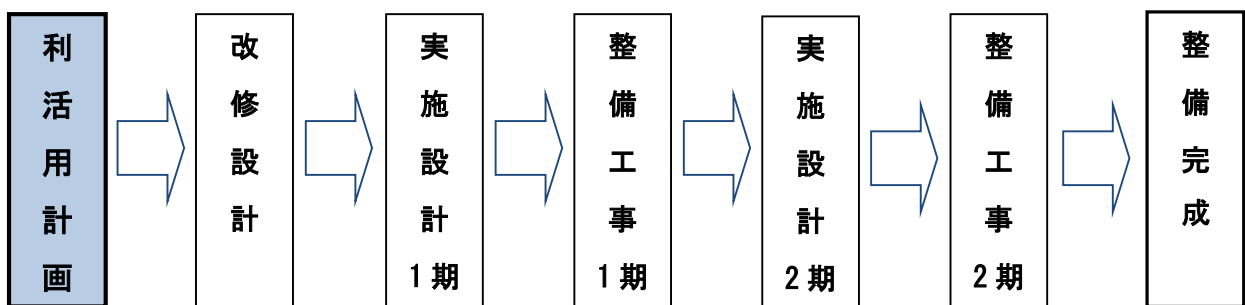 利活用計画
改修設計
実施設計1期
整備工事1期
実施設計2期
整備工事2期
整備完成